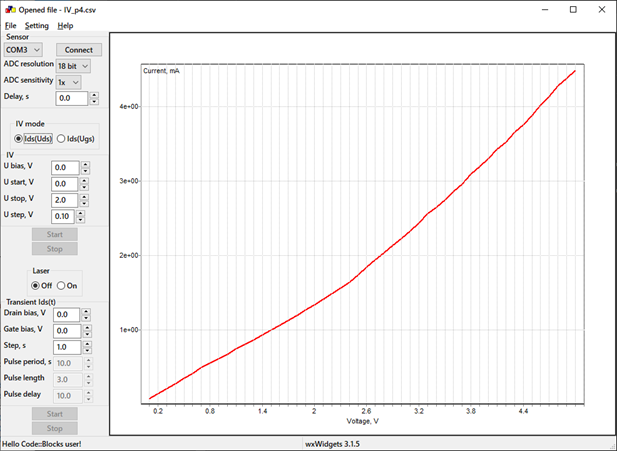 Opened file - IV_p4.csv
File Setting Help
Sensor
COM3 Connect
ADC resolution 18 bit
ADC sensitivity 1x
Delay, s 0.0
IV mode
Ids(Uds) Ids(Ugs)
IV
U bias, V 0.0
U start, V 0.0
U stop, V 2.0
U step, V 0.10
Start
Stop
Laser
Off On
Transient Ids(t)
Drain bias, V 0.0
Gate bias, V 0.0
Step, s 1.0
Pulse period, s 10.0
Pulse length 3.0
Pulse delay 10.0
Start
Stop
Current, mA
4e+00
3e+00
2e+00
1e+00
0.2 0.8 1.4 2 2.6 3.2 3.8 4.4
Voltage, V
Hello Code::Blocks user! wxWidgets 3.1.5